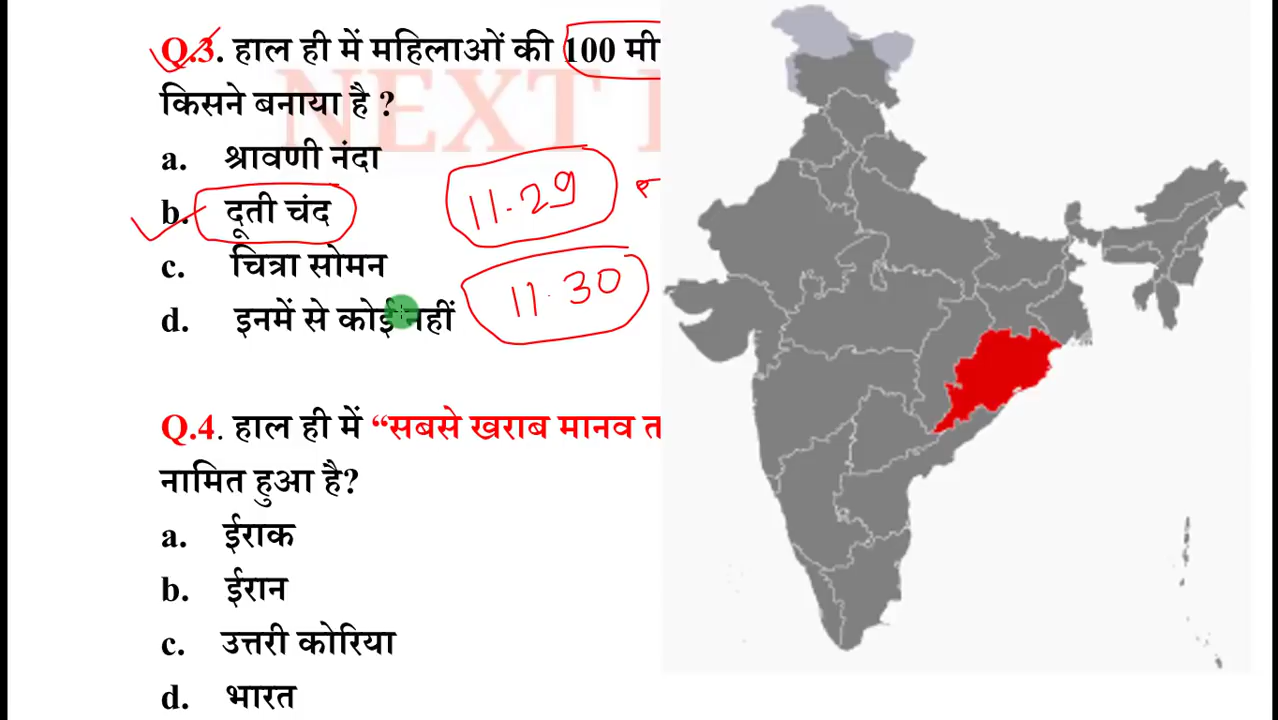 Q.3. हाल ही में महिलाओं की 100 मी
किसने बनाया है ?
NEXT
a. श्रावणी नंदा
11.29
b. दूती चंद
c. चित्रा सोमन
11.30
d. इनमें से कोई नहीं
Q.4. हाल ही में “सबसे खराब मानव त
नामित हुआ है?
a. ईराक
b. ईरान
c. उत्तरी कोरिया
d. भारत